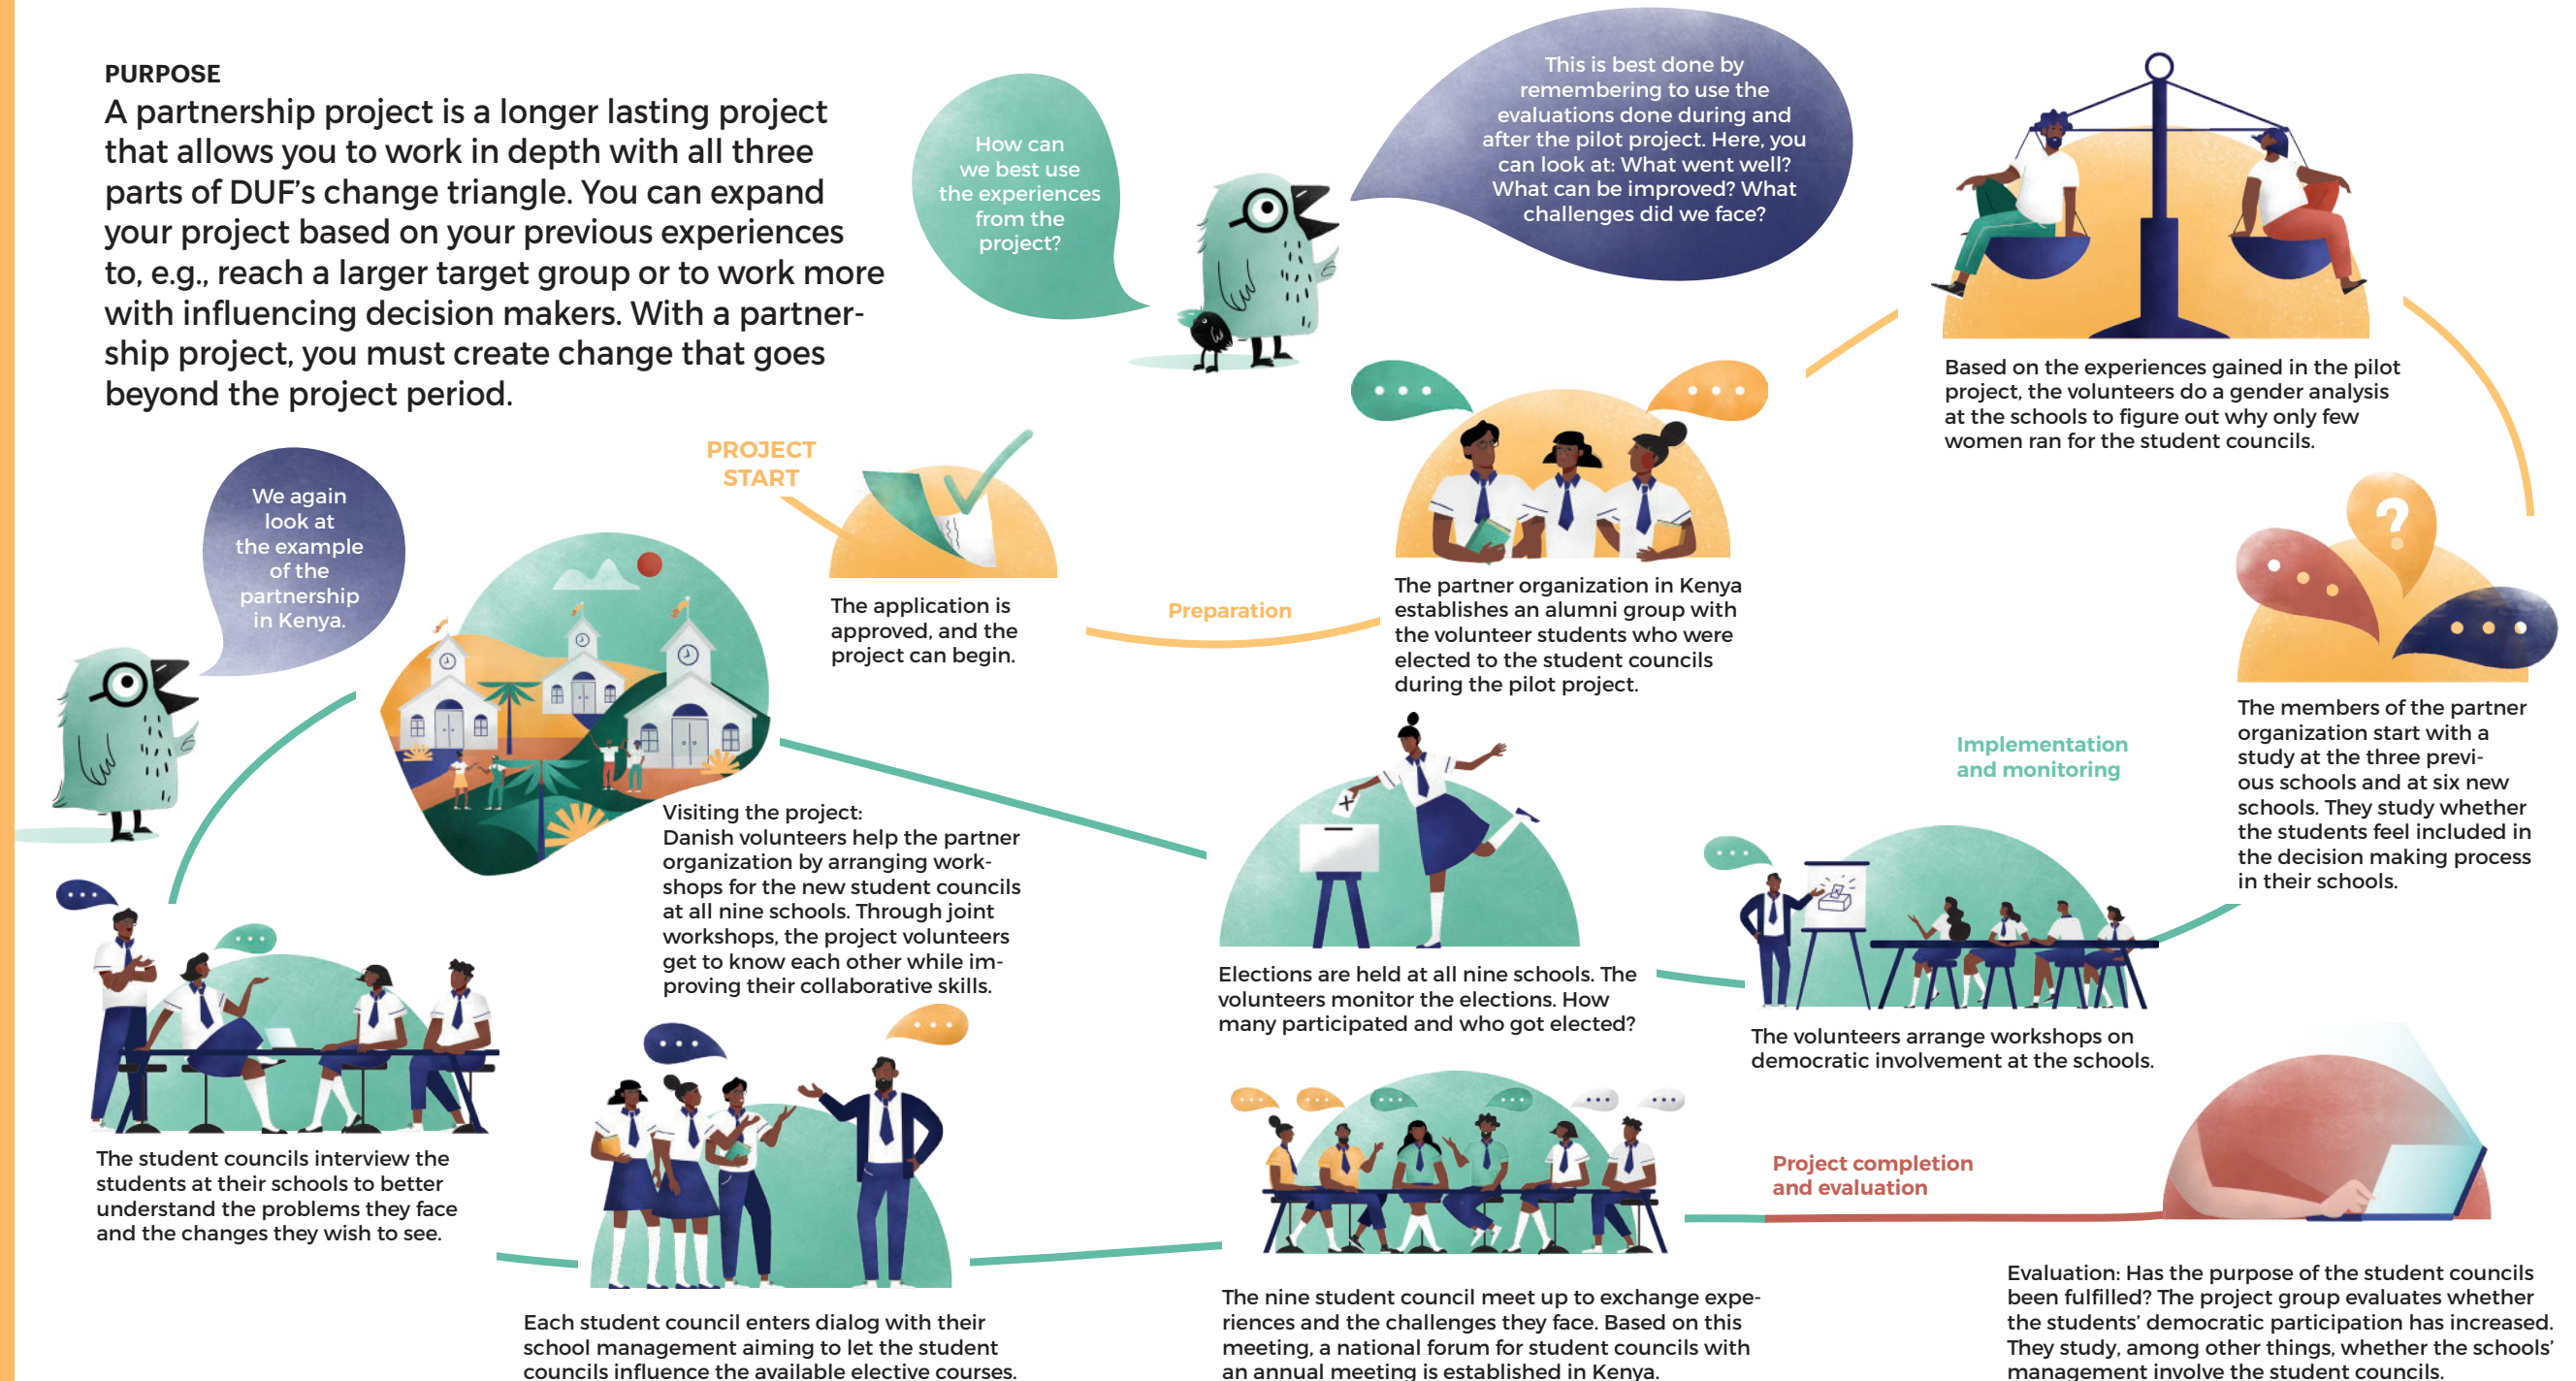 PURPOSE
A partnership project is a longer lasting project
that allows you to work in depth with all three
parts of DUF's change triangle. You can expand
your project based on your previous experiences
to, e.g., reach a larger target group or to work more
with influencing decision makers. With a partner-
ship project, you must create change that goes
beyond the project period.
How can
we best use
the experiences
from the
project?
This is best done by
remembering to use the
evaluations done during and
after the pilot project. Here, you
can look at: What went well?
What can be improved? What
challenges did we face?
We again
look at
the example
of the
partnership
in Kenya.
PROJECT
START
The application is
approved, and the
project can begin.
Preparation
The partner organization in Kenya
establishes an alumni group with
the volunteer students who were
elected to the student councils
during the pilot project.
Based on the experiences gained in the pilot
project, the volunteers do a gender analysis
at the schools to figure out why only few
women ran for the student councils.
?
The members of the partner
organization start with a
study at the three previ-
ous schools and at six new
schools. They study whether
the students feel included in
the decision making process
in their schools.
Implementation
and monitoring
The volunteers arrange workshops on
democratic involvement at the schools.
Elections are held at all nine schools. The
volunteers monitor the elections. How
many participated and who got elected?
Visiting the project:
Danish volunteers help the partner
organization by arranging work-
shops for the new student councils
at all nine schools. Through joint
workshops, the project volunteers
get to know each other while im-
proving their collaborative skills.
The student councils interview the
students at their schools to better
understand the problems they face
and the changes they wish to see.
Each student council enters dialog with their
school management aiming to let the student
councils influence the available elective courses.
The nine student council meet up to exchange expe-
riences and the challenges they face. Based on this
meeting, a national forum for student councils with
an annual meeting is established in Kenya.
Project completion
and evaluation
Evaluation: Has the purpose of the student councils
been fulfilled? The project group evaluates whether
the students' democratic participation has increased.
They study, among other things, whether the schools'
management involve the student councils.